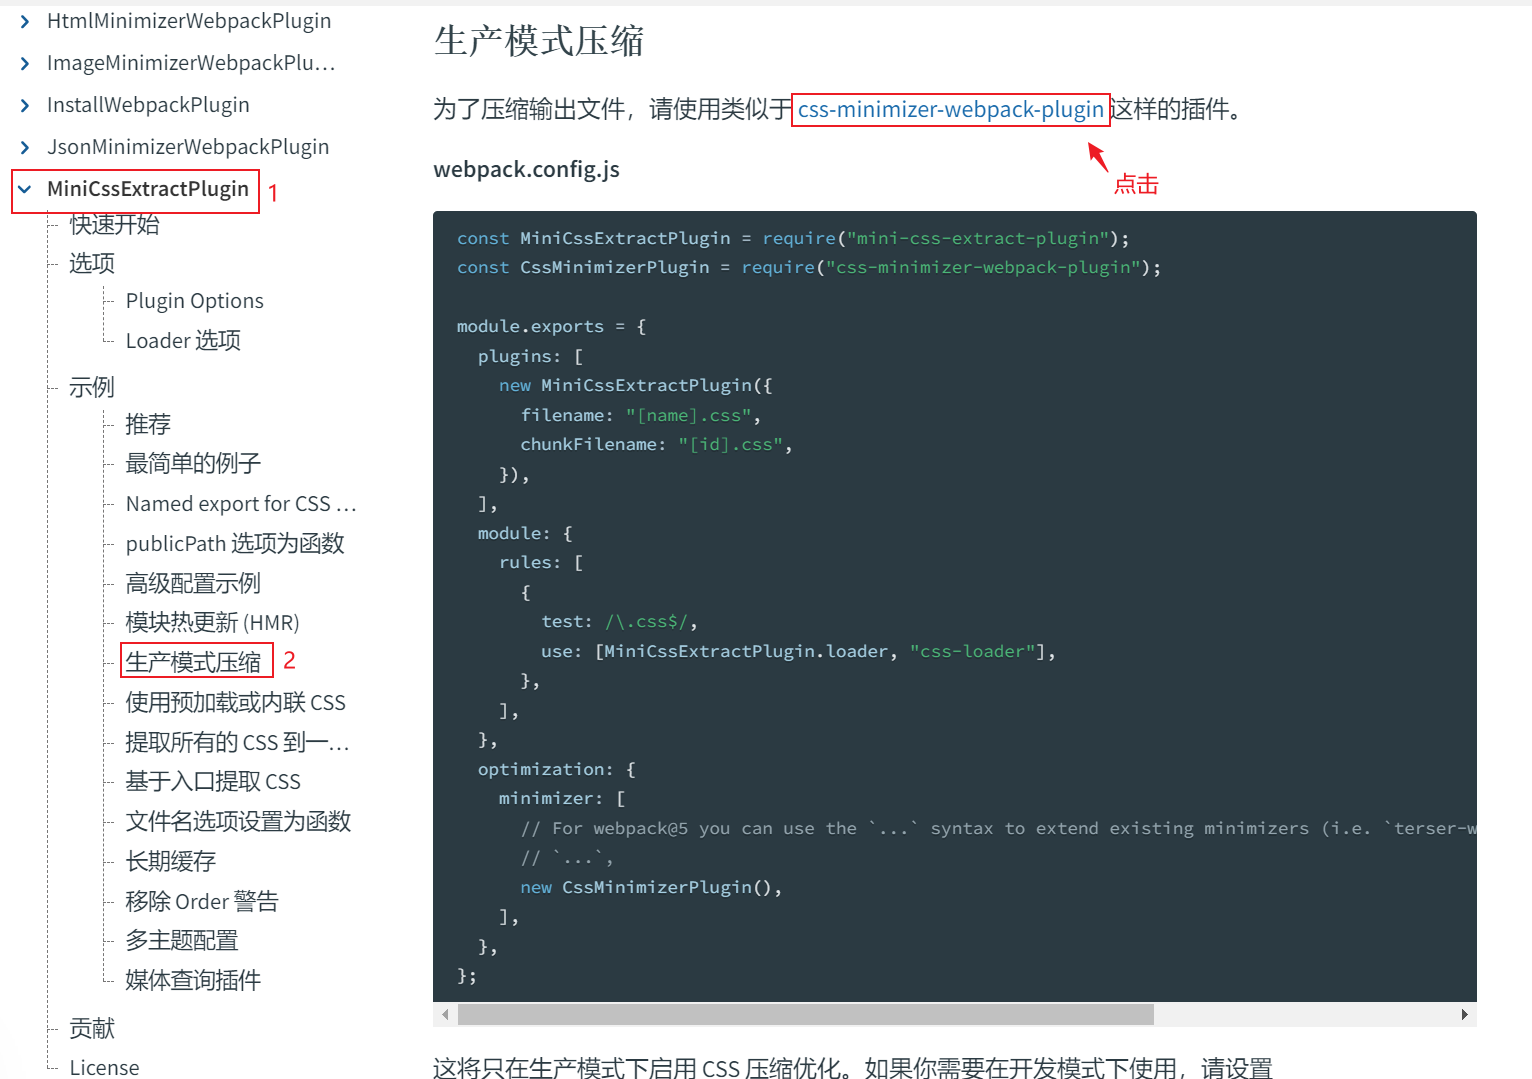 HtmlMinimizerWebpackPlugin
ImageMinimizerWebpackPlu...
InstallWebpackPlugin
JsonMinimizerWebpackPlugin
MiniCssExtractPlugin 1
快速开始
选项
Plugin Options
Loader 选项
示例
推荐
最简单的例子
Named export for CSS ...
publicPath 选项为函数
高级配置示例
模块热更新 (HMR)
生产模式压缩 2
使用预加载或内联 CSS
提取所有的 CSS 到一...
基于入口提取 CSS
文件名选项设置为函数
长期缓存
移除 Order 警告
多主题配置
媒体查询插件
贡献
License
生产模式压缩
为了压缩输出文件，请使用类似于 css-minimizer-webpack-plugin 这样的插件。
点击
webpack.config.js
const MiniCssExtractPlugin = require("mini-css-extract-plugin");
const CssMinimizerPlugin = require("css-minimizer-webpack-plugin");
module.exports = {
  plugins: [
    new MiniCssExtractPlugin({
      filename: "[name].css",
      chunkFilename: "[id].css",
    }),
  ],
  module: {
    rules: [
      {
        test: /\.css$/,
        use: [MiniCssExtractPlugin.loader, "css-loader"],
      },
    ],
  },
  optimization: {
    minimizer: [
      // For webpack@5 you can use the `...` syntax to extend existing minimizers (i.e. `terser-w
      // `...`,
      new CssMinimizerPlugin(),
    ],
  },
};
这将只在生产模式下启用 CSS 压缩优化。如果你需要在开发模式下使用，请设置